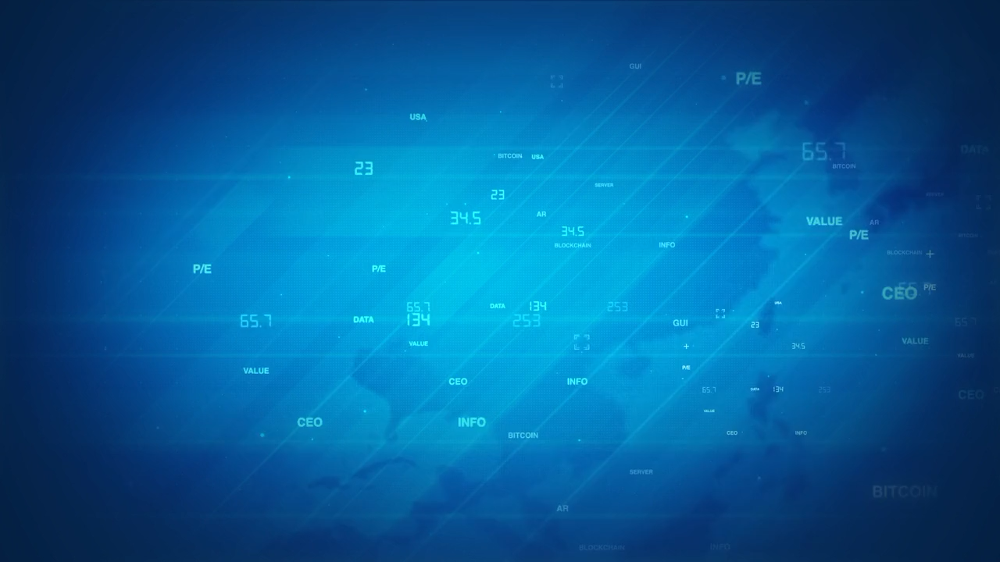 GUI
P/E
USA
DATA
65.7
BITCOIN USA
BITCOIN
23
SERVER
23
SERVER
AR
34.5
VALUE
AR
34.5
P/E
BLOCKCHAIN
INFO
BLOCKCHAIN
P/E
P/E
P/E
CEO
USA
65.7
DATA
134
253
65.7
DATA
134
253
GUI
23
65.7
VALUE
34.5
VALUE
VALUE
P/E
VALUE
CEO
INFO
65.7
DATA
134
253
CEO
VALUE
CEO
INFO
BITCOIN
CEO
INFO
SERVER
BITCOIN
AR
BLOCKCHAIN
INFO